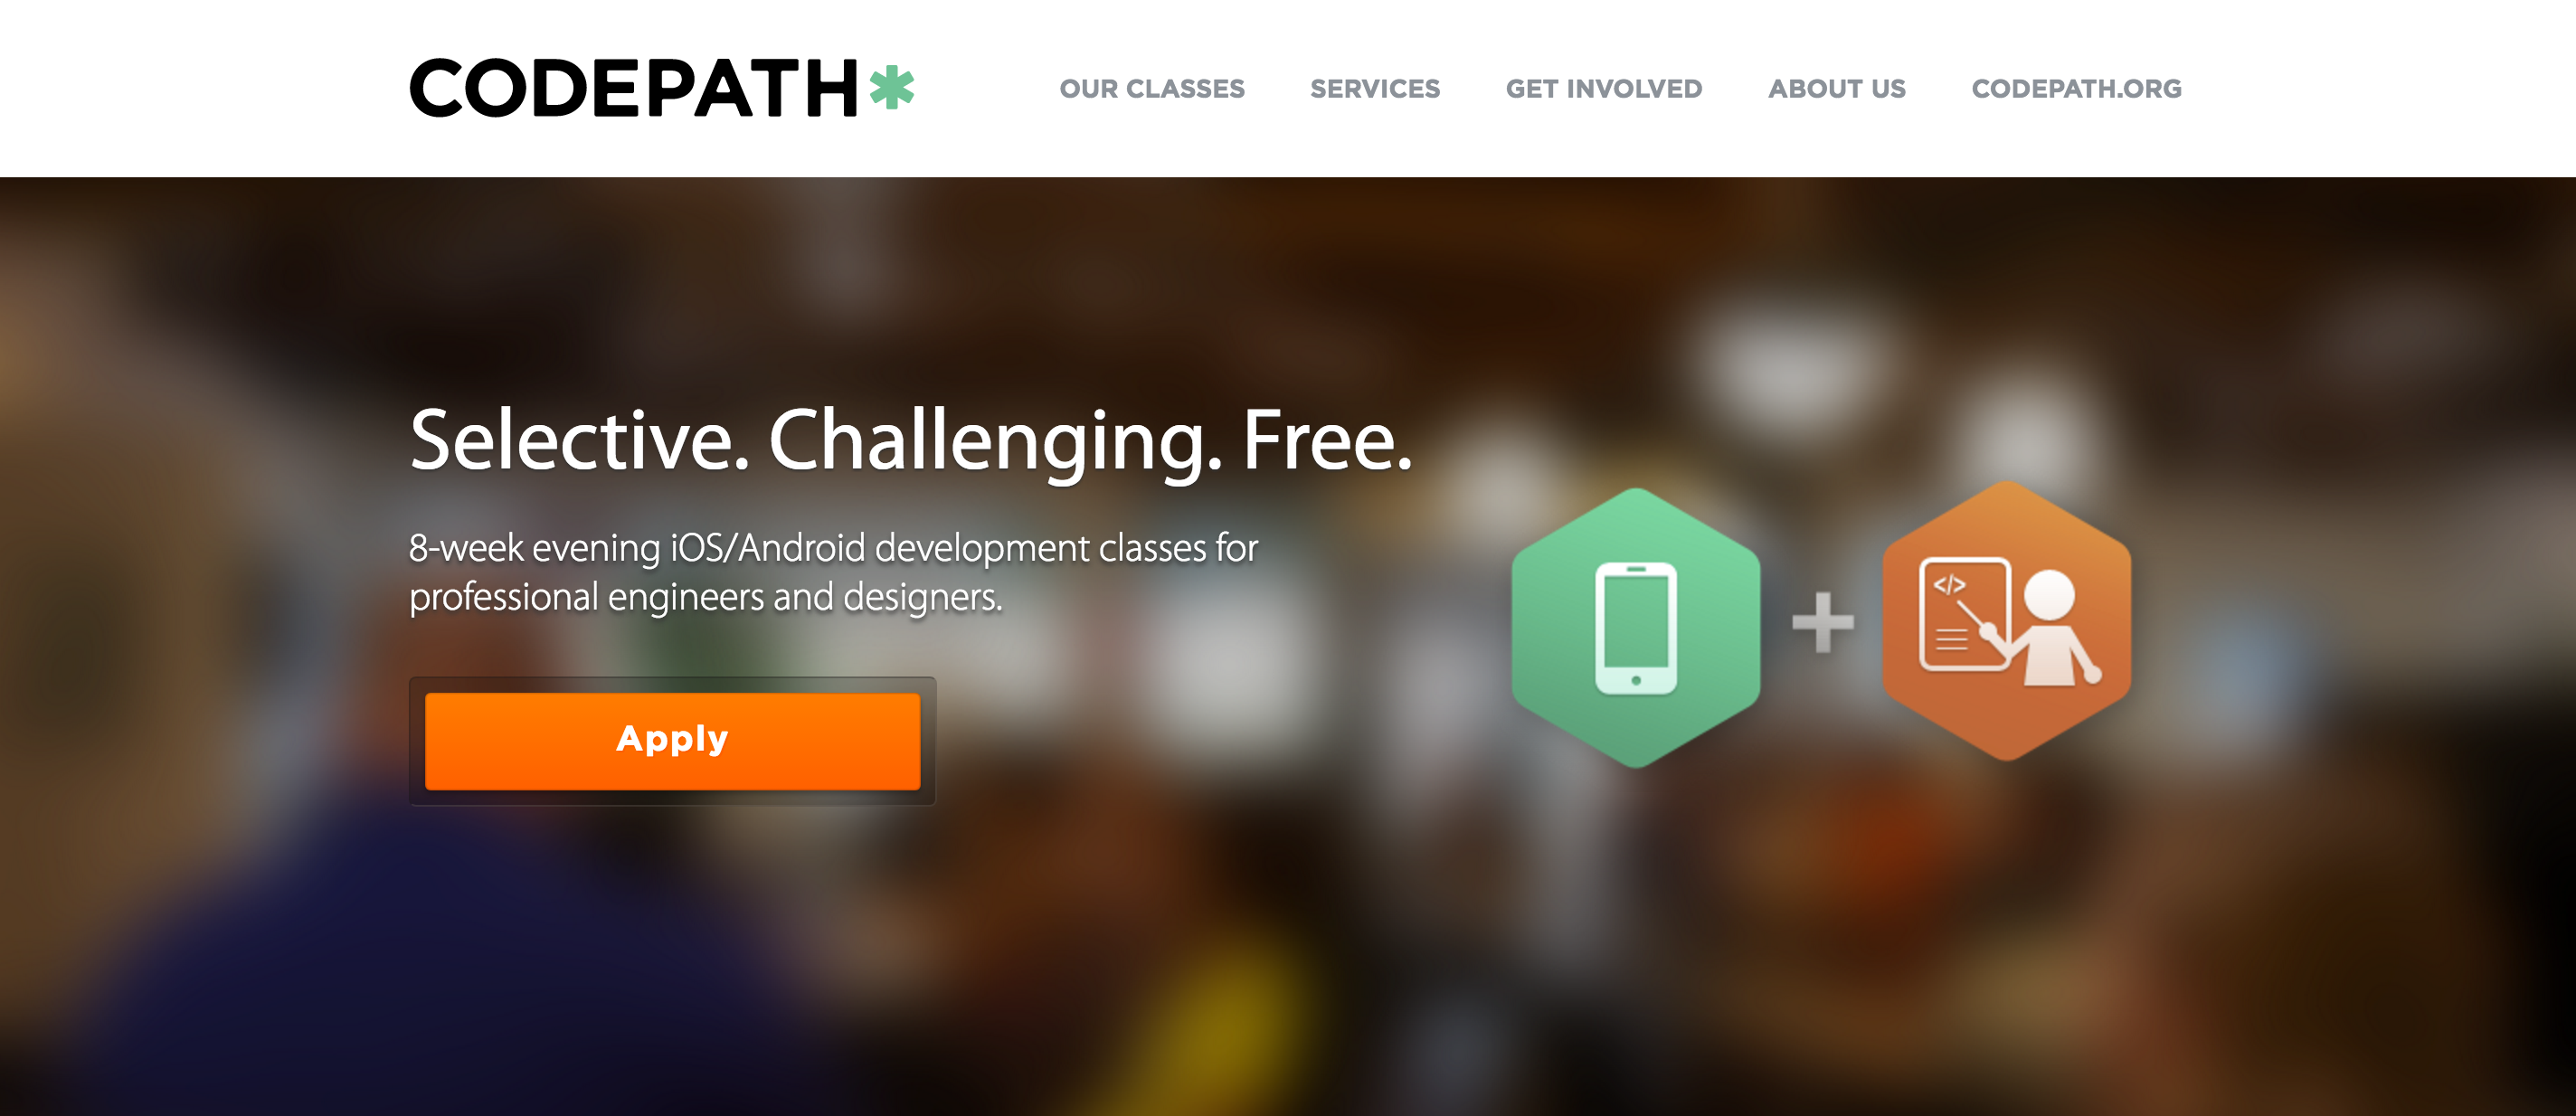 CODEPATH*
OUR CLASSES
SERVICES
GET INVOLVED
ABOUT US
CODEPATH.ORG
Selective. Challenging. Free.
8-week evening iOS/Android development classes for
professional engineers and designers.
Apply
</>